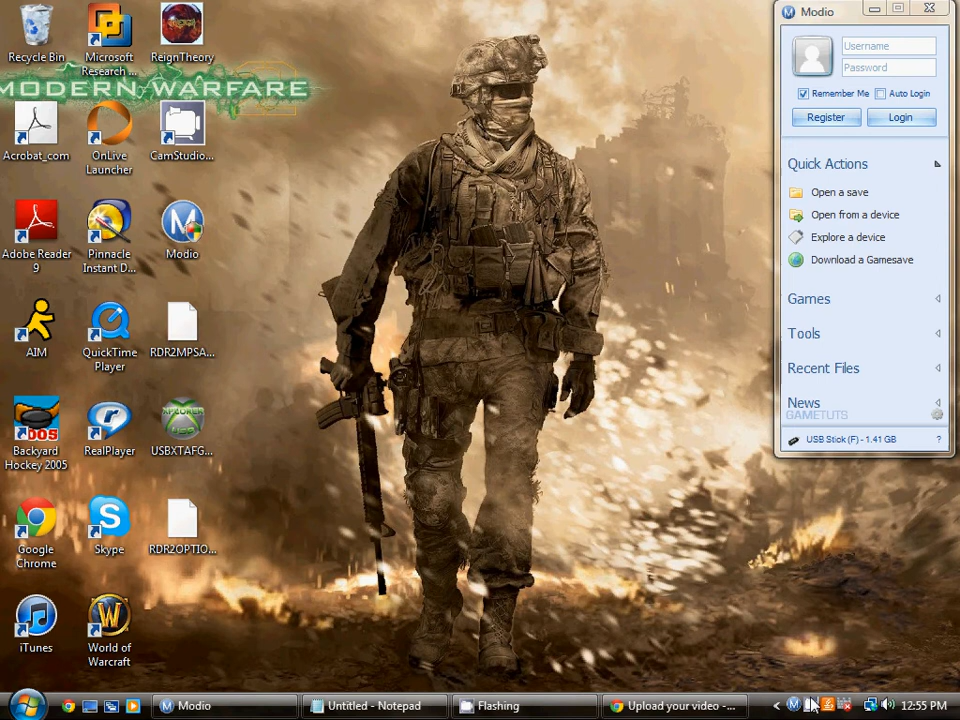 Recycle Bin
Microsoft
Research ...
ReignTheory
MODERN WARFARE
Acrobat_com
OnLive
Launcher
CamStudio...
Adobe Reader
9
Pinnacle
Instant D...
Modio
AIM
QuickTime
Player
RDR2MPSA...
DOS
XPLORER
360
Backyard
Hockey 2005
RealPlayer
USBXTAFG...
Google
Chrome
Skype
RDR2OPTIO...
iTunes
World of
Warcraft
Modio
Username
Password
Remember Me
Auto Login
Register
Login
Quick Actions
Open a save
Open from a device
Explore a device
Download a Gamesave
Games
Tools
Recent Files
News
GAMETUTS
USB Stick (F) - 1.41 GB
?
Modio
Untitled - Notepad
Flashing
Upload your video -...
12:55 PM